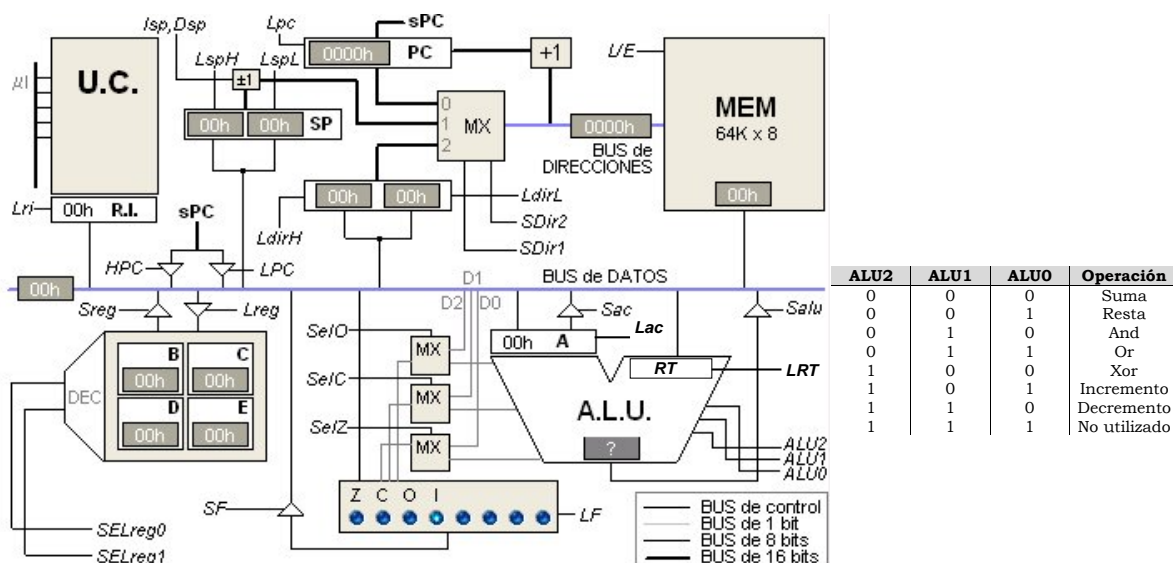 Isp,Dsp
Lpc
sPC
0000h PC
+1
L/E
LspH LspL
±1
μI
U.C.
00h 00h SP
0
1
2
MX
0000h
BUS de
DIRECCIONES
MEM
64K x 8
00h
Lri
00h R.I.
sPC
00h 00h
LdirL
LdirH
SDir2
SDir1
HPC
LPC
00h
BUS de DATOS
D1
D2 D0
Sreg
Lreg
Sac
Salu
SelO
MX
00h A
Lac
RT
LRT
SelC
MX
A.L.U.
SelZ
MX
?
ALU2
ALU1
ALU0
DEC
B C
00h 00h
D E
00h 00h
Z C O I
SF
LF
SELreg0
SELreg1
BUS de control
BUS de 1 bit
BUS de 8 bits
BUS de 16 bits
ALU2 ALU1 ALU0 Operación
0 0 0 Suma
0 0 1 Resta
0 1 0 And
0 1 1 Or
1 0 0 Xor
1 0 1 Incremento
1 1 0 Decremento
1 1 1 No utilizado